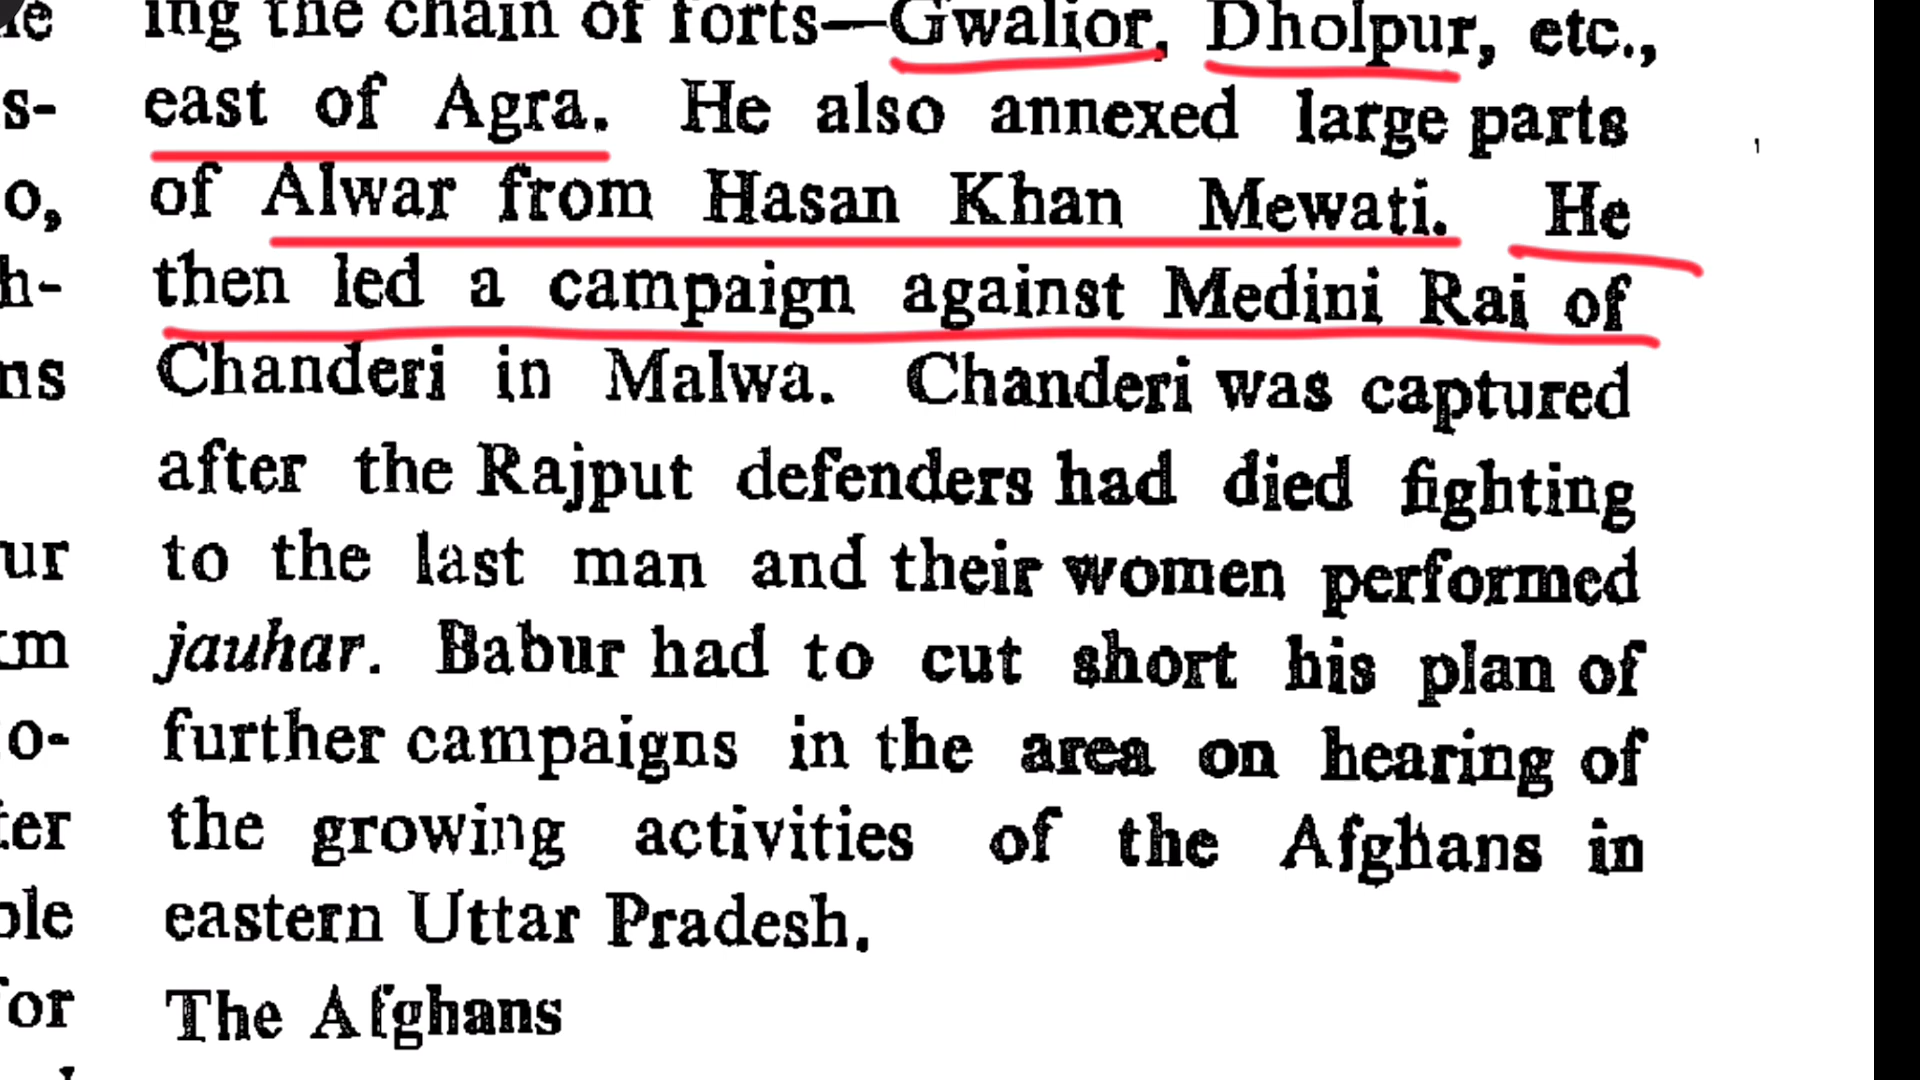 ing the chain of forts—Gwalior, Dholpur, etc.,
east of Agra. He also annexed large parts
of Alwar from Hasan Khan Mewati. He
then led a campaign against Medini Rai of
Chanderi in Malwa. Chanderi was captured
after the Rajput defenders had died fighting
to the last man and their women performed
jauhar. Babur had to cut short his plan of
further campaigns in the area on hearing of
the growing activities of the Afghans in
eastern Uttar Pradesh.
The Afghans